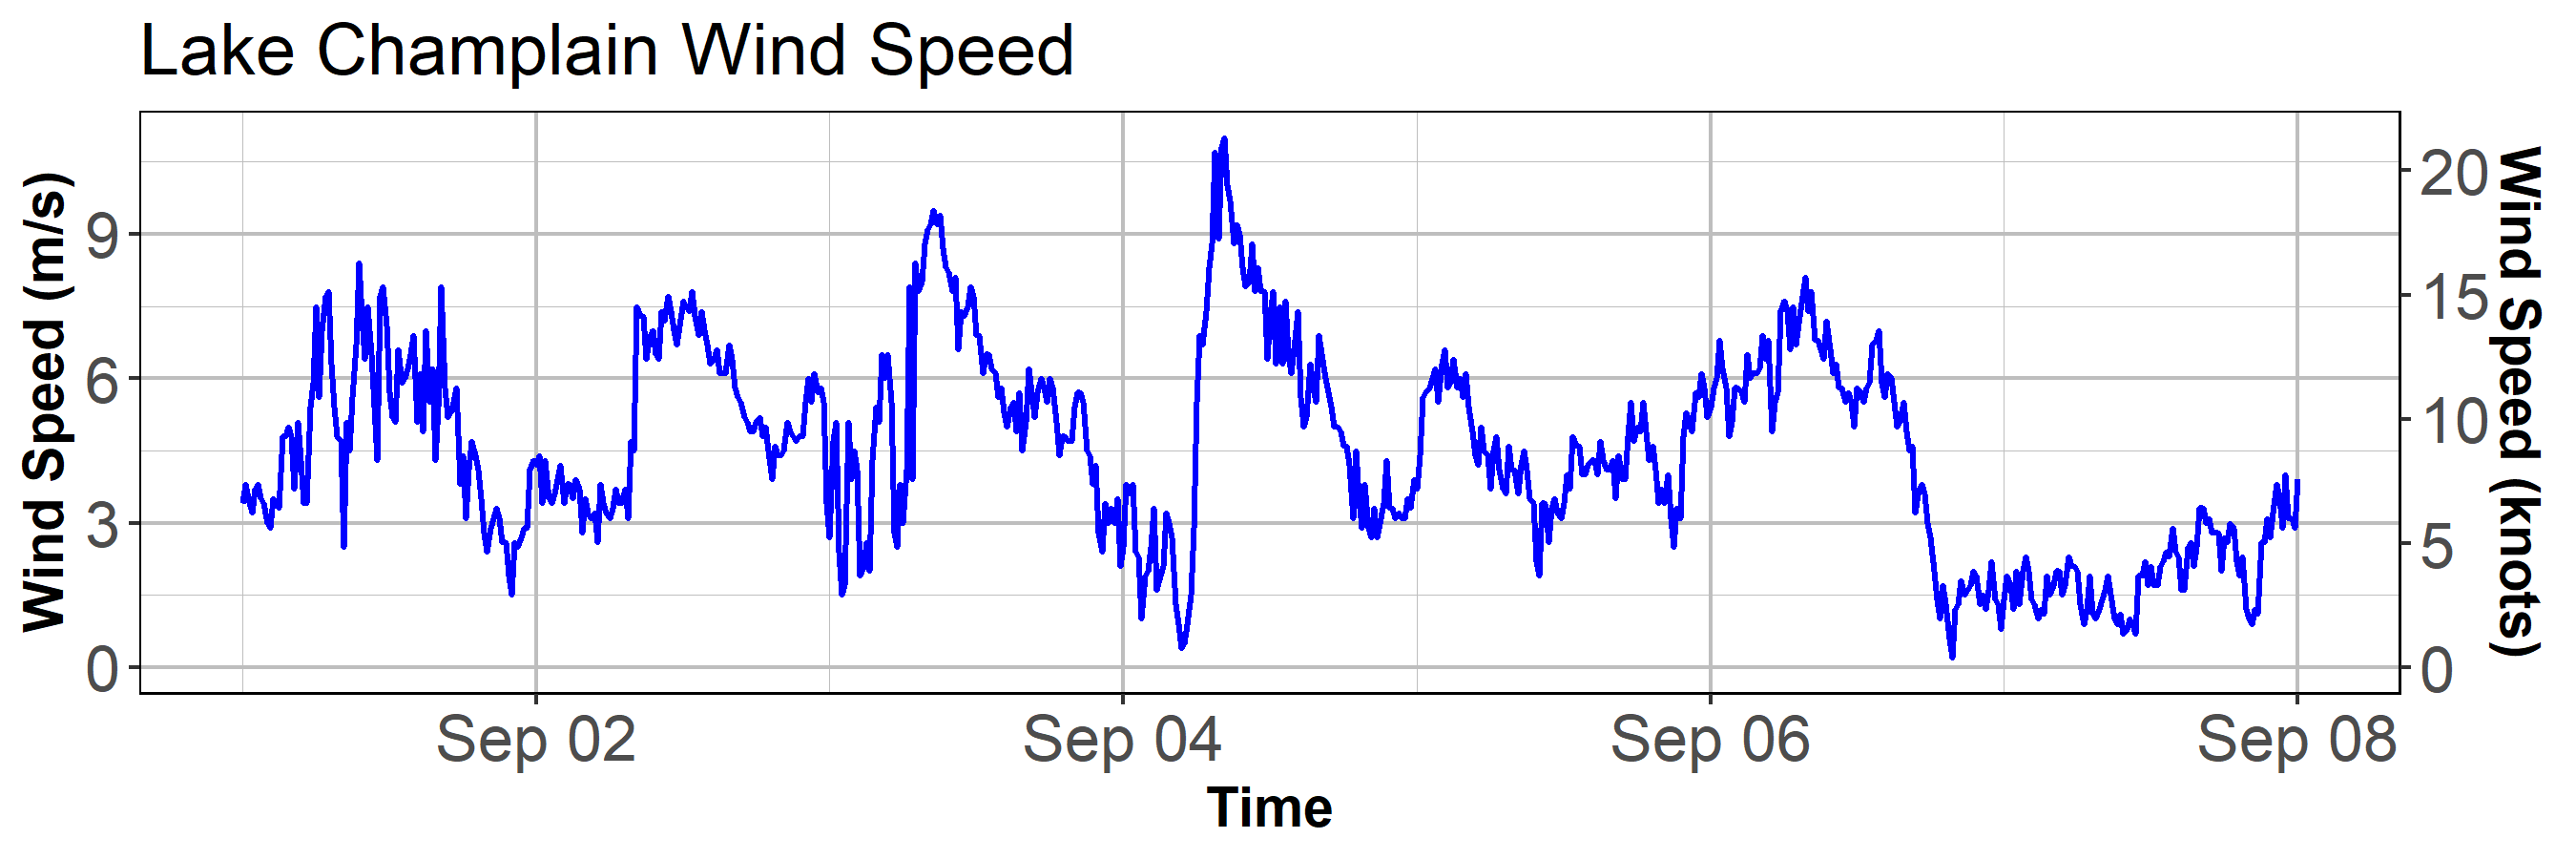 Lake Champlain Wind Speed
Wind Speed (m/s)
9
6
3
0
20
15
10
5
0
Wind Speed (knots)
Sep 02
Sep 04
Sep 06
Sep 08
Time